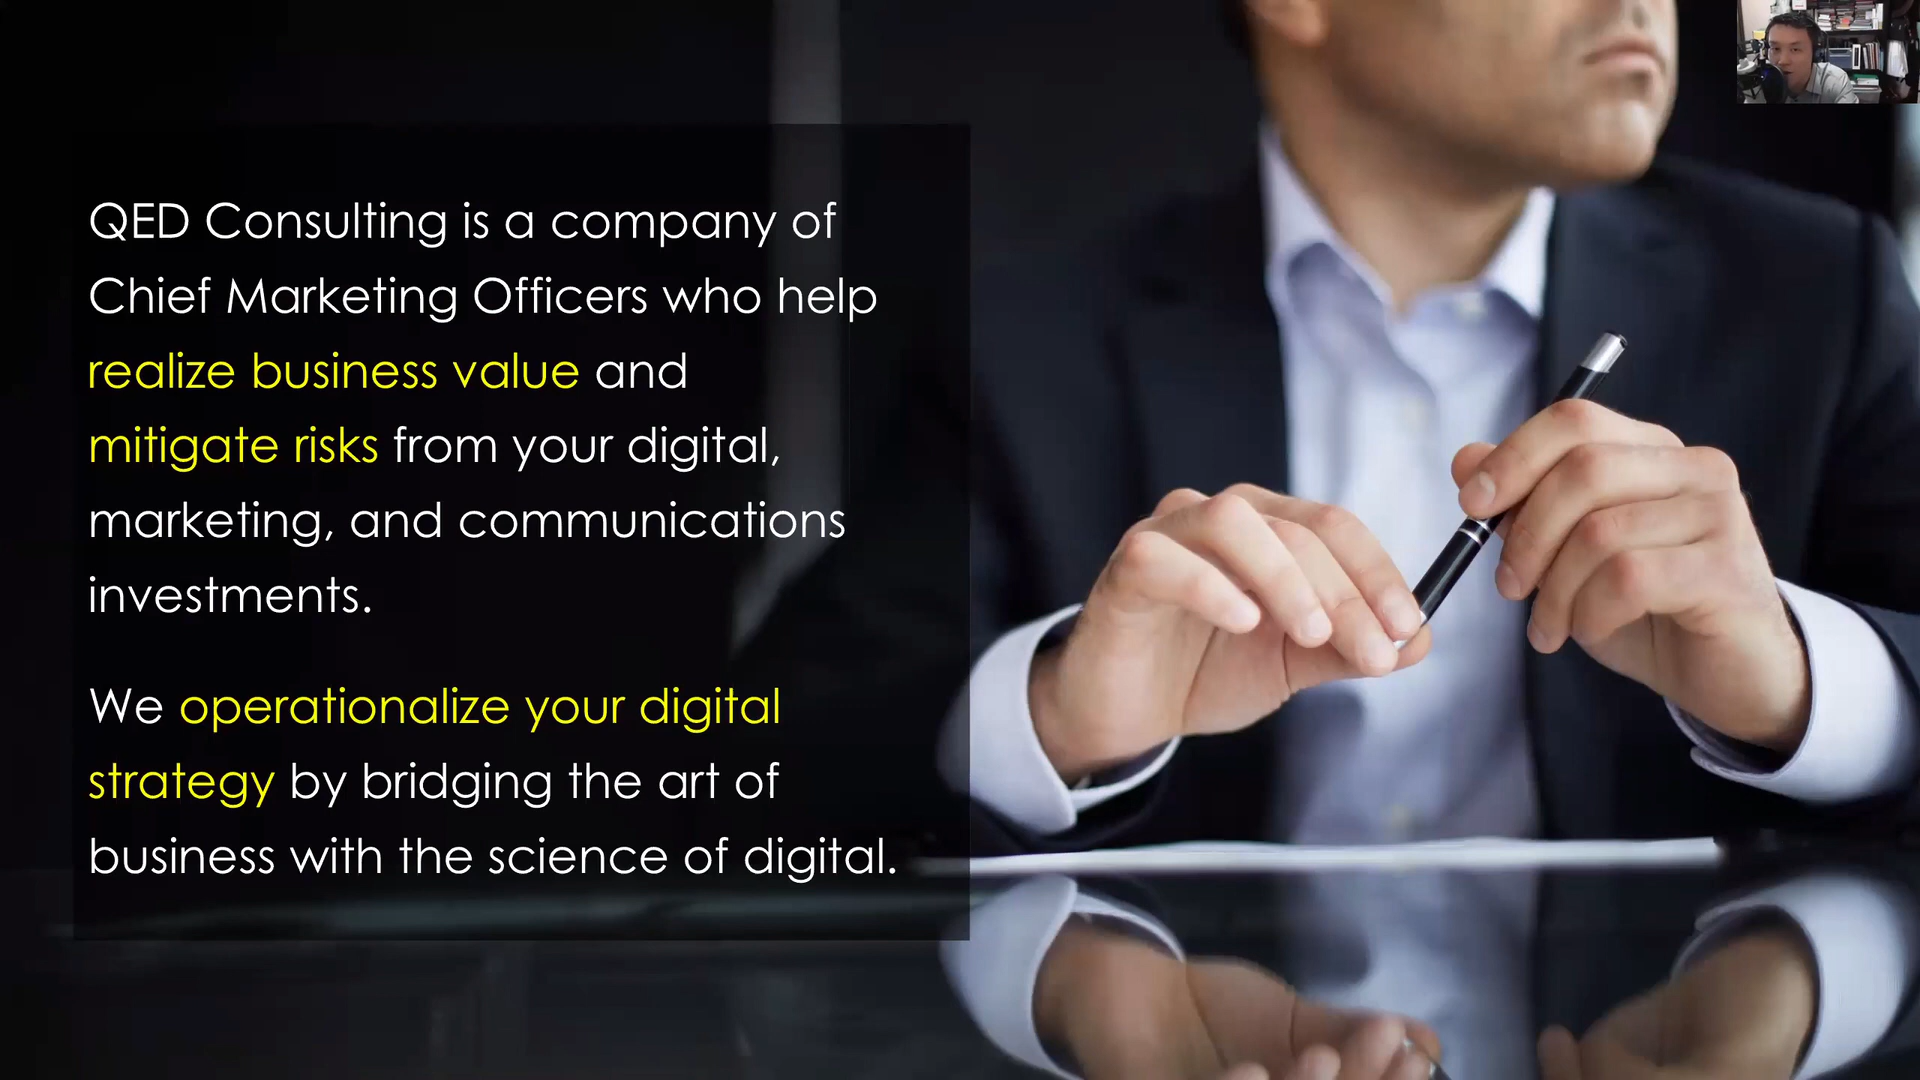 QED Consulting is a company of
Chief Marketing Officers who help
realize business value and
mitigate risks from your digital,
marketing, and communications
investments.
We operationalize your digital
strategy by bridging the art of
business with the science of digital.